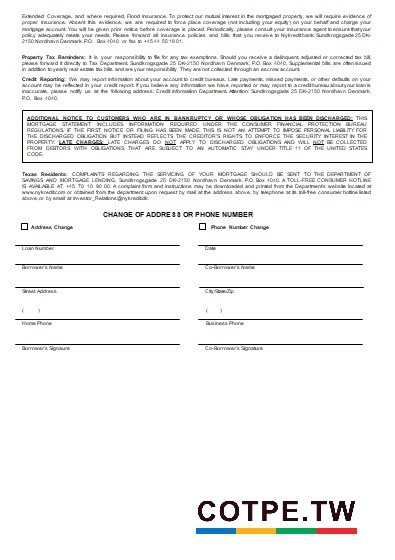 Extended Coverage, and where required, Flood Insurance. To protect our mutual interest in the mortgaged property, we will require evidence of
proper insurance. Absent this evidence, we are required to force place coverage (not including your equity) on your behalf and charge your
mortgage account. You will be given prior notice before coverage is placed. Periodically, please consult your insurance agent to ensure that your
policy adequately meets your needs. Please forward all insurance policies and bills that you receive to Nykreditbank Sundkrogsgade 25 DK-
2150 Nordhavn Denmark, P.O. Box 4040. or fax to +45 44 55 18 01.
Property Tax Reminders: It is your responsibility to file for any tax exemptions. Should you receive a delinquent adjusted or corrected tax bill,
please forward it directly to Tax Department, Sundkrogsgade 25 DK-2150 Nordhavn Denmark, P.O. Box 4040. Supplemental bills are often issued
in addition to yearly real estate tax bills and are your responsibility. They are not collected through an escrow account.
Credit Reporting: We may report information about your account to credit bureaus. Late payments, missed payments, or other defaults on your
account may be reflected in your credit report. If you believe any information we have reported or may report to a credit bureau about your loan is
inaccurate, please notify us at the following address: Credit Information Department, Attention: Sundkrogsgade 25 DK-2150 Nordhavn Denmark,
P.O. Box 4040.
ADDITIONAL NOTICE TO CUSTOMERS WHO ARE IN BANKRUPTCY OR WHOSE OBLIGATION HAS BEEN DISCHARGED: THIS
MORTGAGE STATEMENT INCLUDES INFORMATION REQUIRED UNDER THE CONSUMER FINANCIAL PROTECTION BUREAU
REGULATIONS. IF THE FIRST NOTICE OR FILING HAS BEEN MADE, THIS IS NOT AN ATTEMPT TO IMPOSE PERSONAL LIABILITY FOR
THE DISCHARGED OBLIGATION BUT INSTEAD REFLECTS THE CREDITOR'S RIGHTS TO ENFORCE THE SECURITY INTEREST IN THE
PROPERTY. LATE CHARGES: LATE CHARGES DO NOT APPLY TO DISCHARGED OBLIGATIONS AND WILL NOT BE COLLECTED
FROM DEBTORS WITH OBLIGATIONS THAT ARE SUBJECT TO AN AUTOMATIC STAY UNDER TITLE 11 OF THE UNITED STATES
CODE.
Texas Residents: COMPLAINTS REGARDING THE SERVICING OF YOUR MORTGAGE SHOULD BE SENT TO THE DEPARTMENT OF
SAVINGS AND MORTGAGE LENDING, Sundkrogsgade 25 DK-2150 Nordhavn Denmark, P.O. Box 4040. A TOLL-FREE CONSUMER HOTLINE
IS AVAILABLE AT +45 70 10 90 00. A complaint form and instructions may be downloaded and printed from the Department's website located at
www.nykredit.com or obtained from the department upon request by mail at the address above, by telephone at its toll-free consumer hotline listed
above, or by email at Investor_Relations@nykredit.dk.
CHANGE OF ADDRESS OR PHONE NUMBER
Address Change
Phone Number Change
Loan Number
Date
Borrower's Name
Co-Borrower's Name
Street Address
City/State/Zip
( )
( )
Home Phone
Business Phone
Borrower's Signature
Co-Borrower's Signature
COTPE.TW